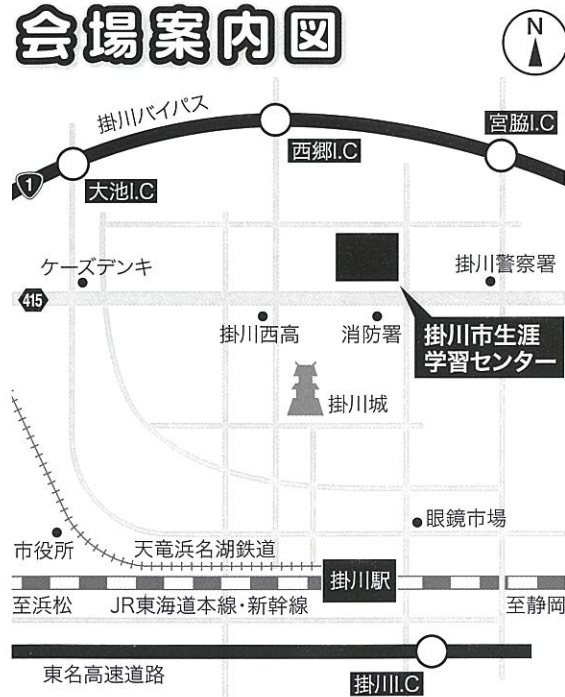 会場案内図
N
掛川バイパス
宮脇I.C
西郷I.C
1
大池I.C
ケーズデンキ
掛川警察署
415
掛川西高
消防署
掛川市生涯
学習センター
掛川城
眼鏡市場
市役所
天竜浜名湖鉄道
掛川駅
至浜松
JR東海道本線・新幹線
至静岡
東名高速道路
掛川I.C